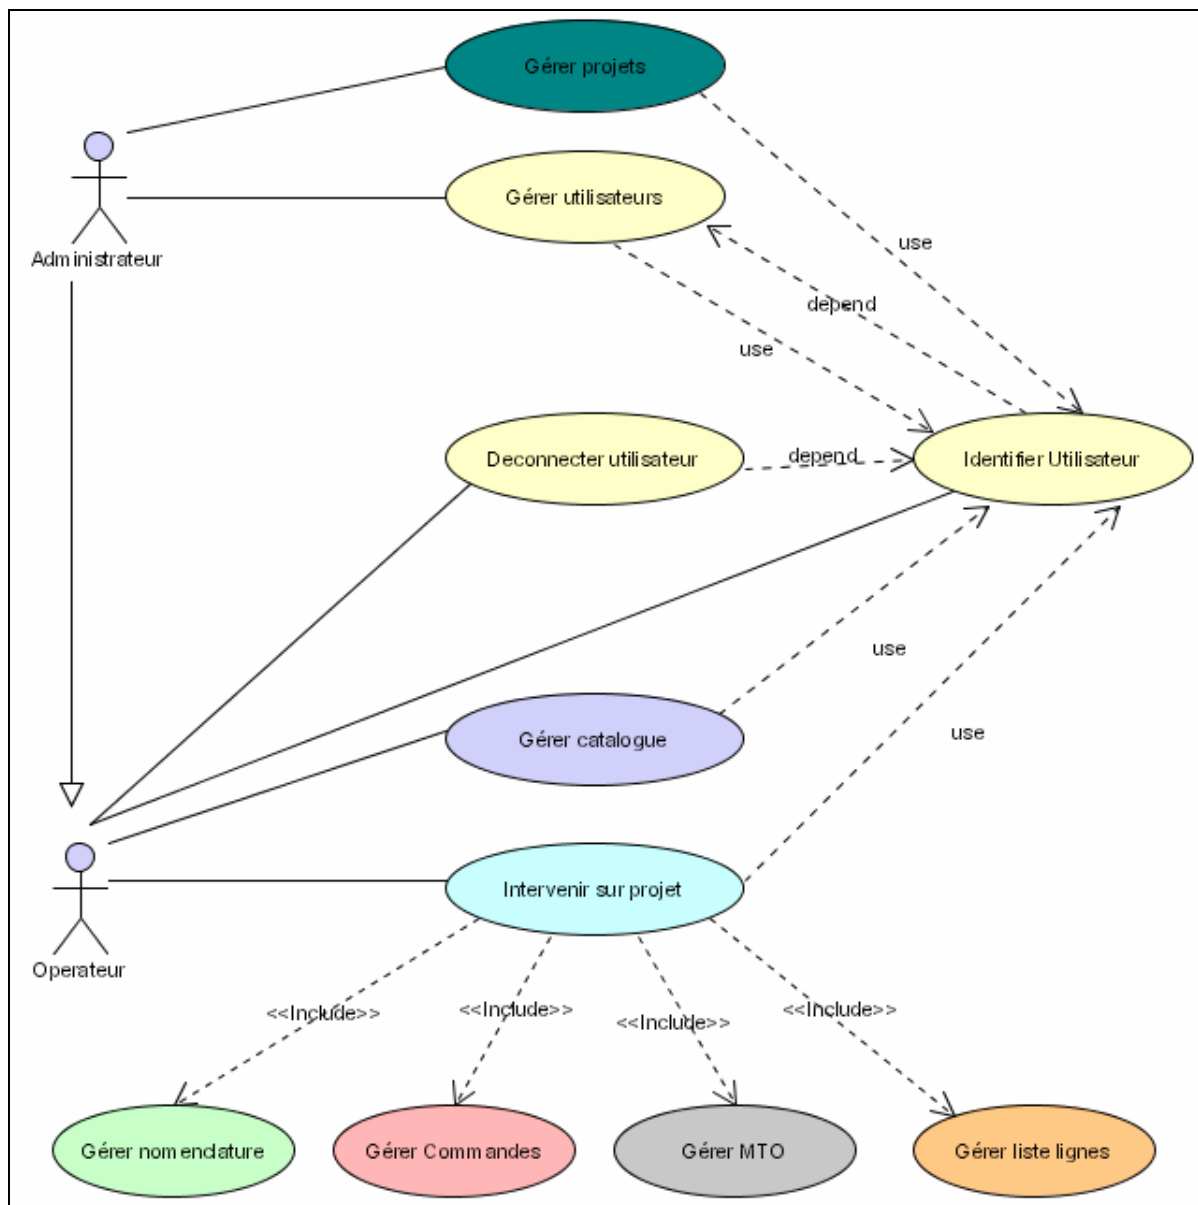 Gérer projets
Gérer utilisateurs
Administrateur
use
depend
use
Deconnecter utilisateur
depend
Identifier Utilisateur
use
Gérer catalogue
use
Intervenir sur projet
Operateur
<<Include>>
<<Include>>
<<Include>>
<<Include>>
Gérer nomenclature
Gérer Commandes
Gérer MTO
Gérer liste lignes